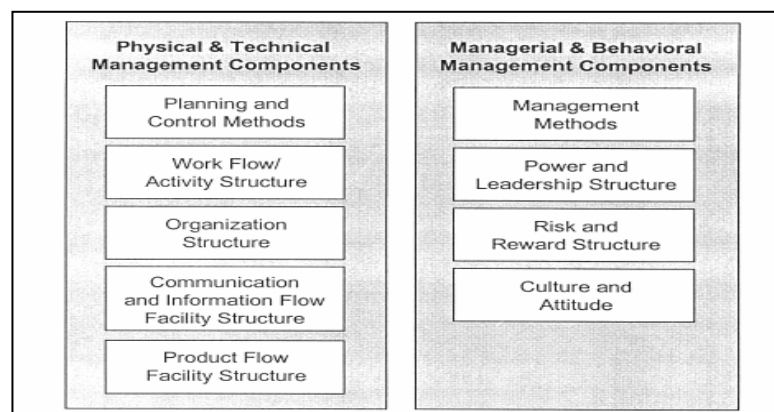 Physical & Technical
Management Components
Planning and
Control Methods
Work Flow/
Activity Structure
Organization
Structure
Communication
and Information Flow
Facility Structure
Product Flow
Facility Structure
Managerial & Behavioral
Management Components
Management
Methods
Power and
Leadership Structure
Risk and
Reward Structure
Culture and
Attitude